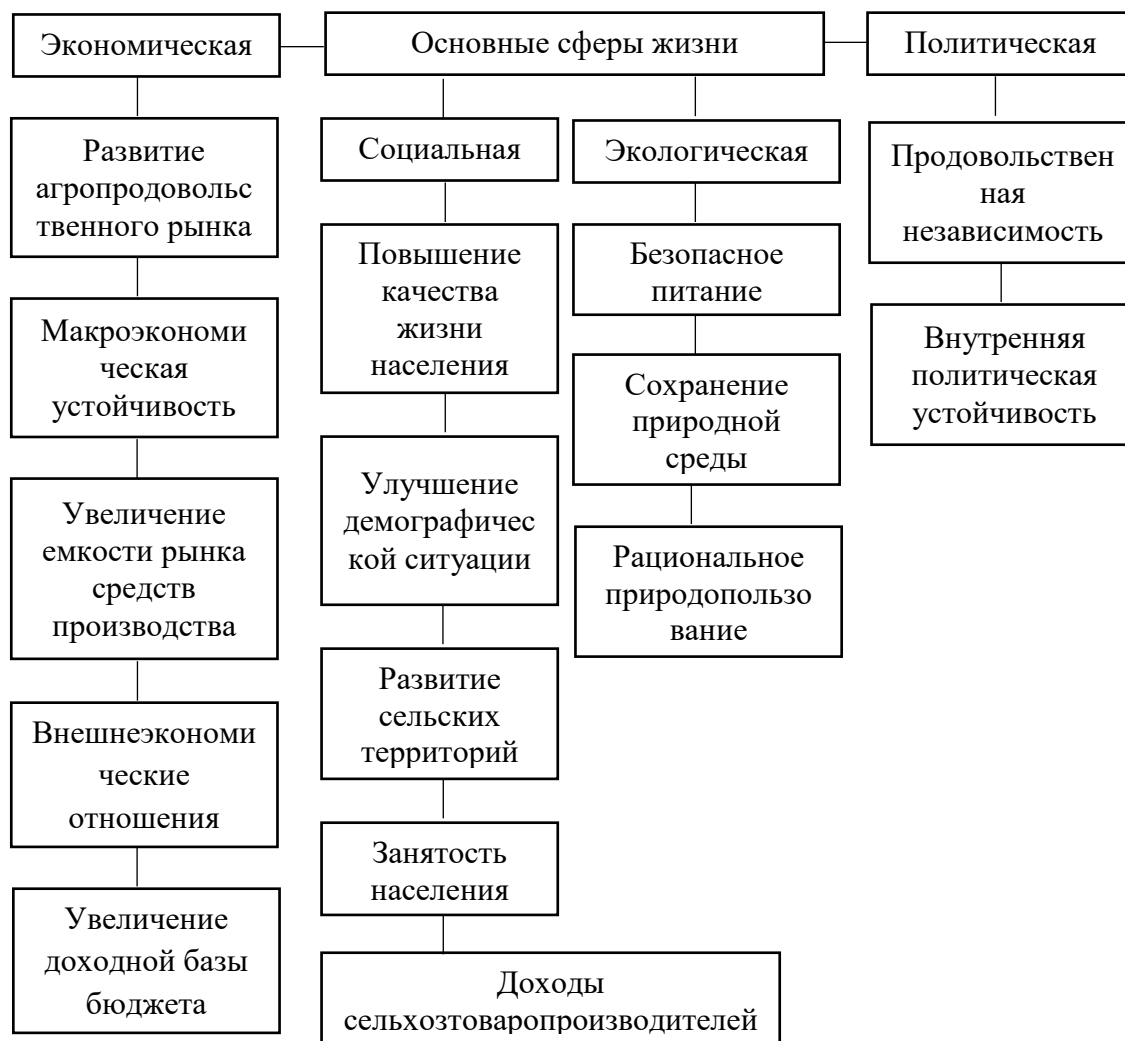 Экономическая
Основные сферы жизни
Политическая
Развитие
агропродовольс
твенного рынка
Макроэкономи
ческая
устойчивость
Увеличение
емкости рынка
средств
производства
Внешнеэкономи
ческие
отношения
Увеличение
доходной базы
бюджета
Социальная
Повышение
качества
жизни
населения
Улучшение
демографичес
кой ситуации
Развитие
сельских
территорий
Занятость
населения
Доходы
сельхозтоваропроизводителей
Экологическая
Безопасное
питание
Сохранение
природной
среды
Рациональное
природопользо
вание
Продовольствен
ная
независимость
Внутренняя
политическая
устойчивость